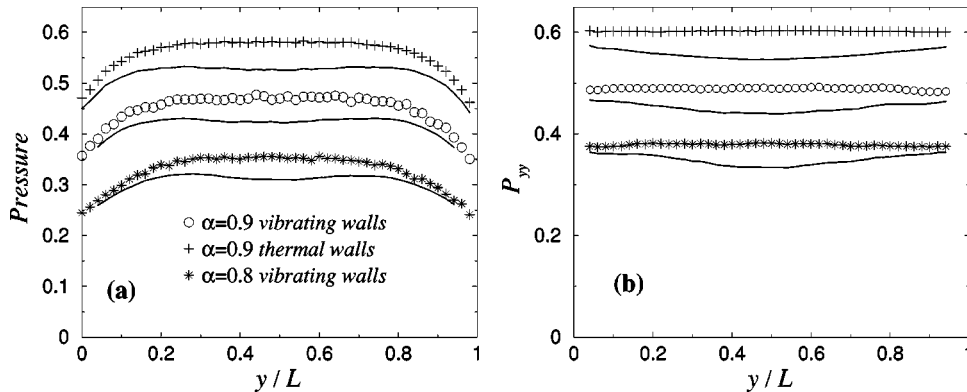 0.6
0.5
0.4
0.3
0.2
0.1
0
Pressure
○ α=0.9 vibrating walls
+ α=0.9 thermal walls
* α=0.8 vibrating walls
(a)
0 0.2 0.4 0.6 0.8 1
y / L
0.6
0.4
0.2
0
P_yy
(b)
0 0.2 0.4 0.6 0.8 1
y / L